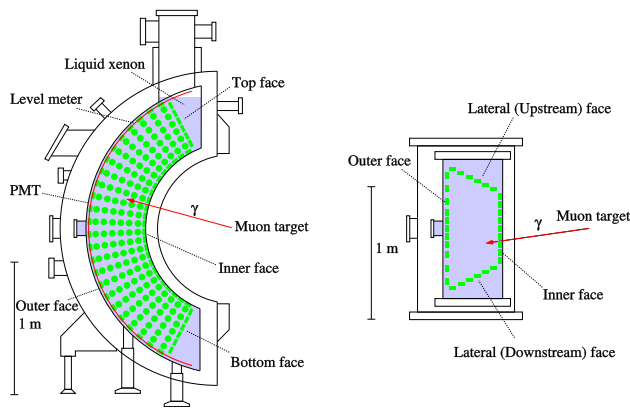 Liquid xenon
Top face
Level meter
PMT
γ
Muon target
Inner face
Outer face
1 m
Bottom face
Lateral (Upstream) face
Outer face
γ
Muon target
1 m
Inner face
Lateral (Downstream) face